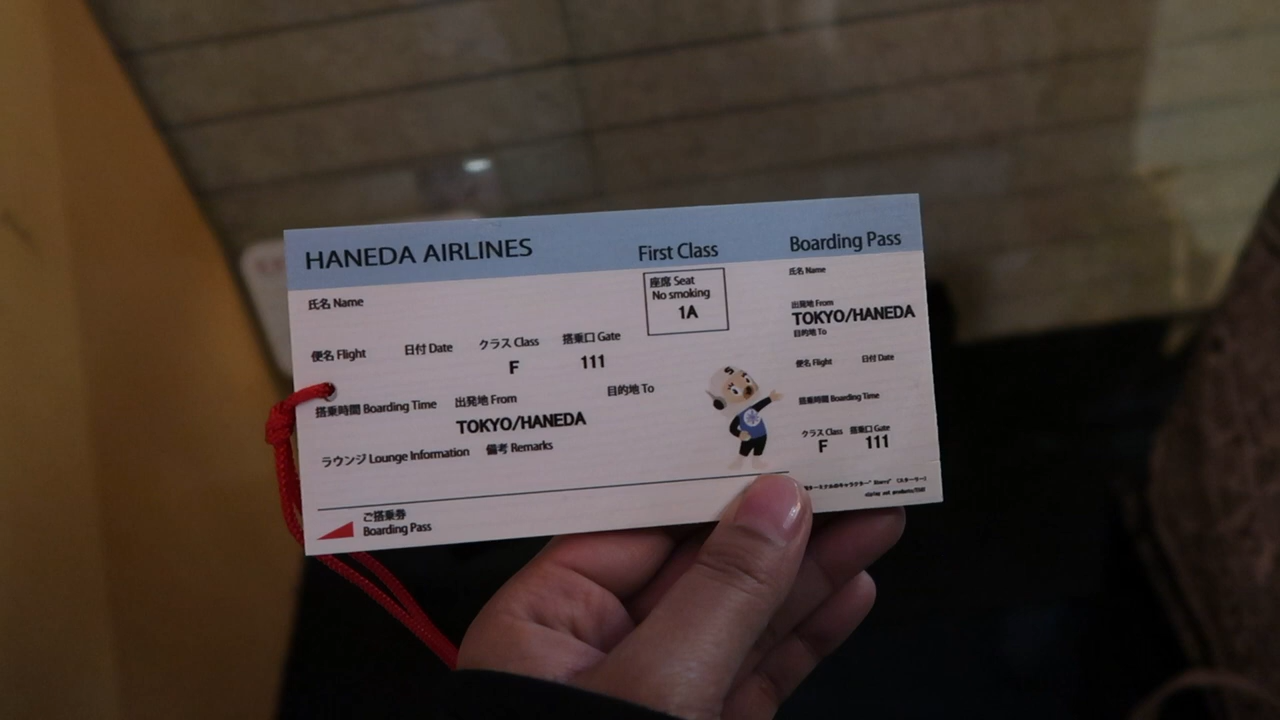 HANEDA AIRLINES
First Class
Boarding Pass
氏名 Name
座席 Seat
No smoking
1A
便名 Flight
日付 Date
クラス Class
F
搭乗口 Gate
111
搭乗時間 Boarding Time
出発地 From
TOKYO/HANEDA
目的地 To
ラウンジ Lounge Information
備考 Remarks
ご搭乗券
Boarding Pass
S
氏名 Name
出発地 From
TOKYO/HANEDA
目的地 To
便名 Flight
日付 Date
搭乗時間 Boarding Time
クラス Class
F
搭乗口 Gate
111